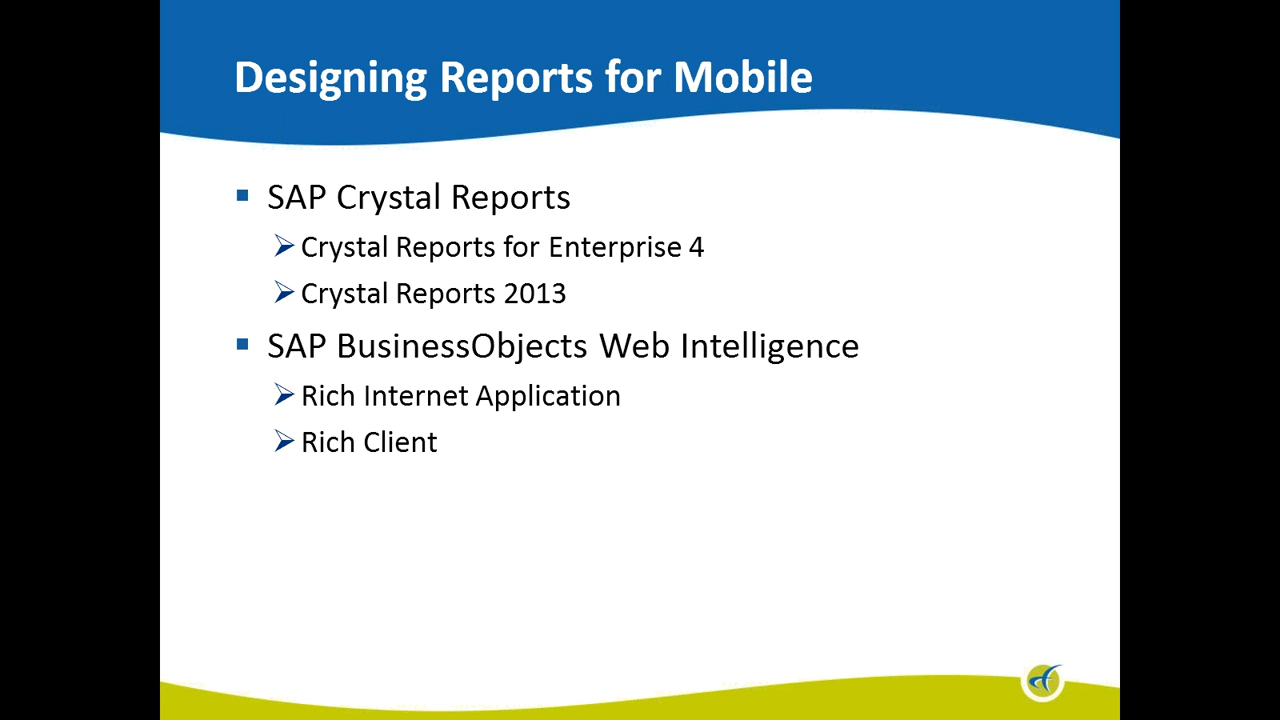 Designing Reports for Mobile
SAP Crystal Reports
Crystal Reports for Enterprise 4
Crystal Reports 2013
SAP BusinessObjects Web Intelligence
Rich Internet Application
Rich Client